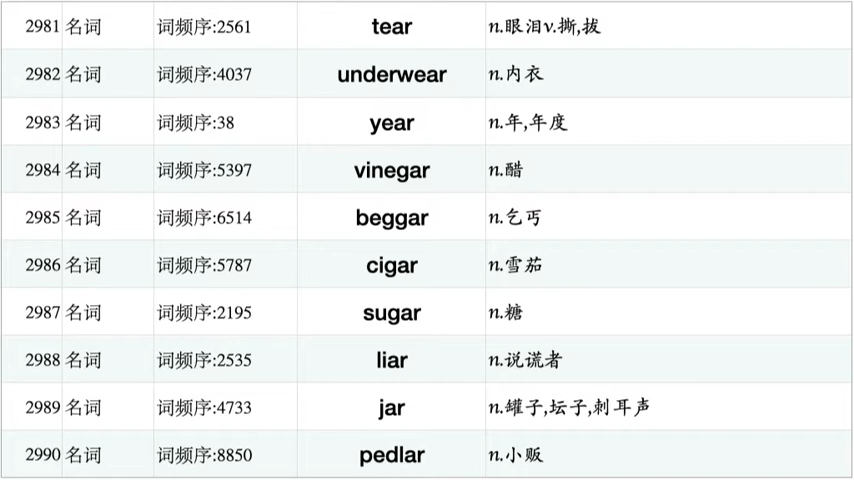 2981 名词 词频序:2561 tear n.眼泪v.撕,拔
2982 名词 词频序:4037 underwear n.内衣
2983 名词 词频序:38 year n.年,年度
2984 名词 词频序:5397 vinegar n.醋
2985 名词 词频序:6514 beggar n.乞丐
2986 名词 词频序:5787 cigar n.雪茄
2987 名词 词频序:2195 sugar n.糖
2988 名词 词频序:2535 liar n.说谎者
2989 名词 词频序:4733 jar n.罐子,坛子,刺耳声
2990 名词 词频序:8850 pedlar n.小贩